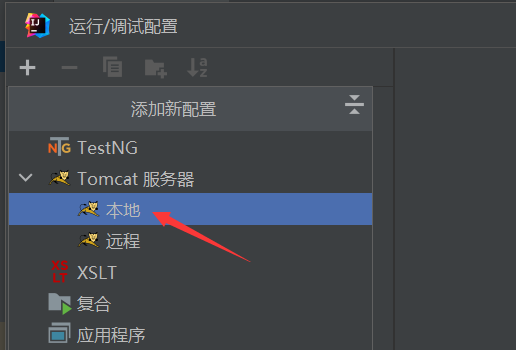 运行/调试配置
添加新配置
TestNG
Tomcat 服务器
本地
远程
XSLT
复合
应用程序